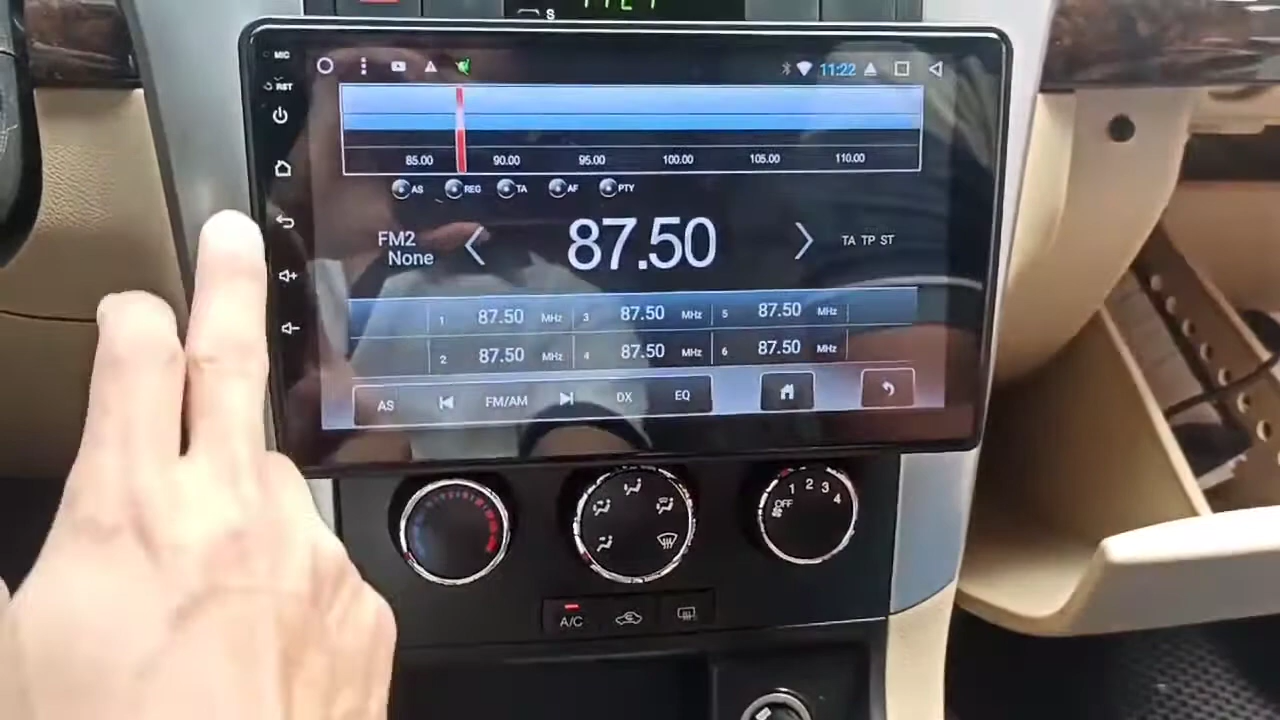 S
MIC
RST
11:22
85.00 90.00 95.00 100.00 105.00 110.00
AS REG TA AF PTY
FM2
None
87.50
TA TP ST
1 87.50 MHz 3 87.50 MHz 5 87.50 MHz
2 87.50 MHz 4 87.50 MHz 6 87.50 MHz
AS FM/AM DX EQ
OFF 1 2 3 4
A/C